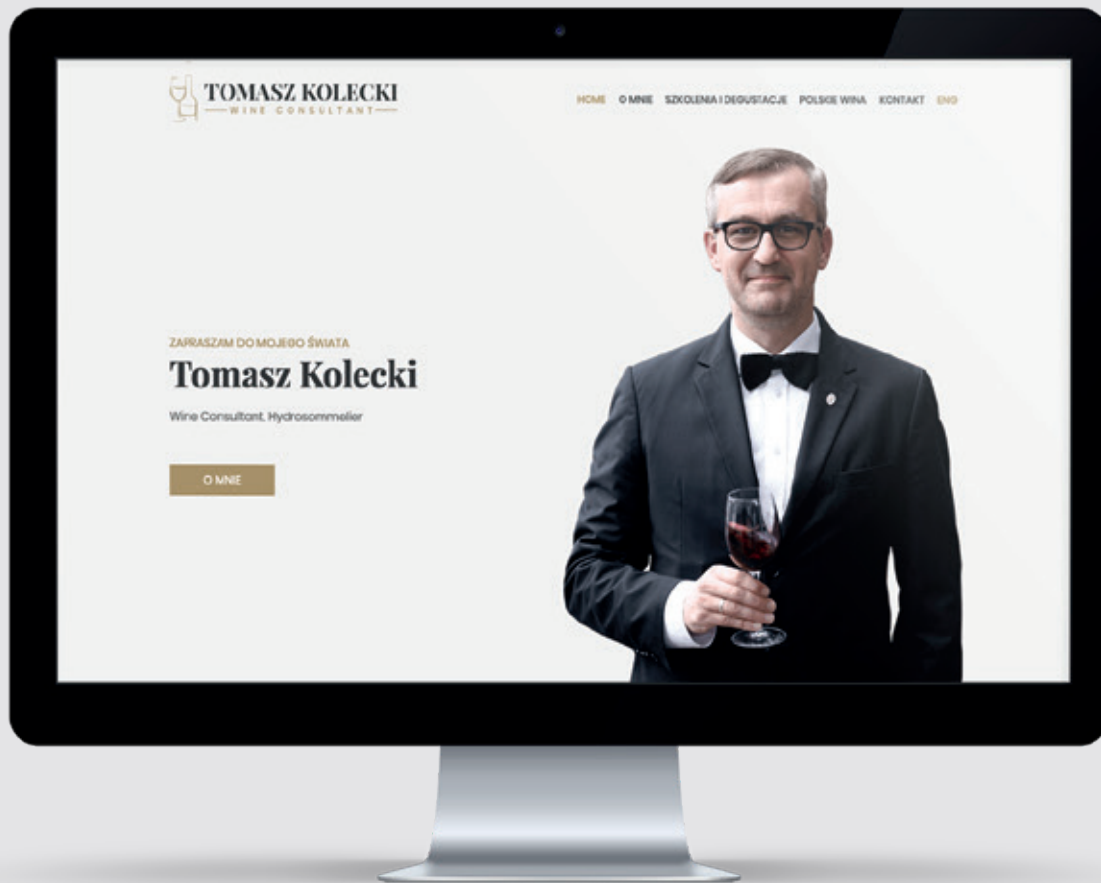 TOMASZ KOLECKI
WINE CONSULTANT
HOME O MNIE SZKOLENIA I DEGUSTACJE POLSKIE WINA KONTAKT ENG
ZAPRASZAM DO MOJEGO ŚWIATA
Tomasz Kolecki
Wine Consultant, Hydrosommelier
O MNIE